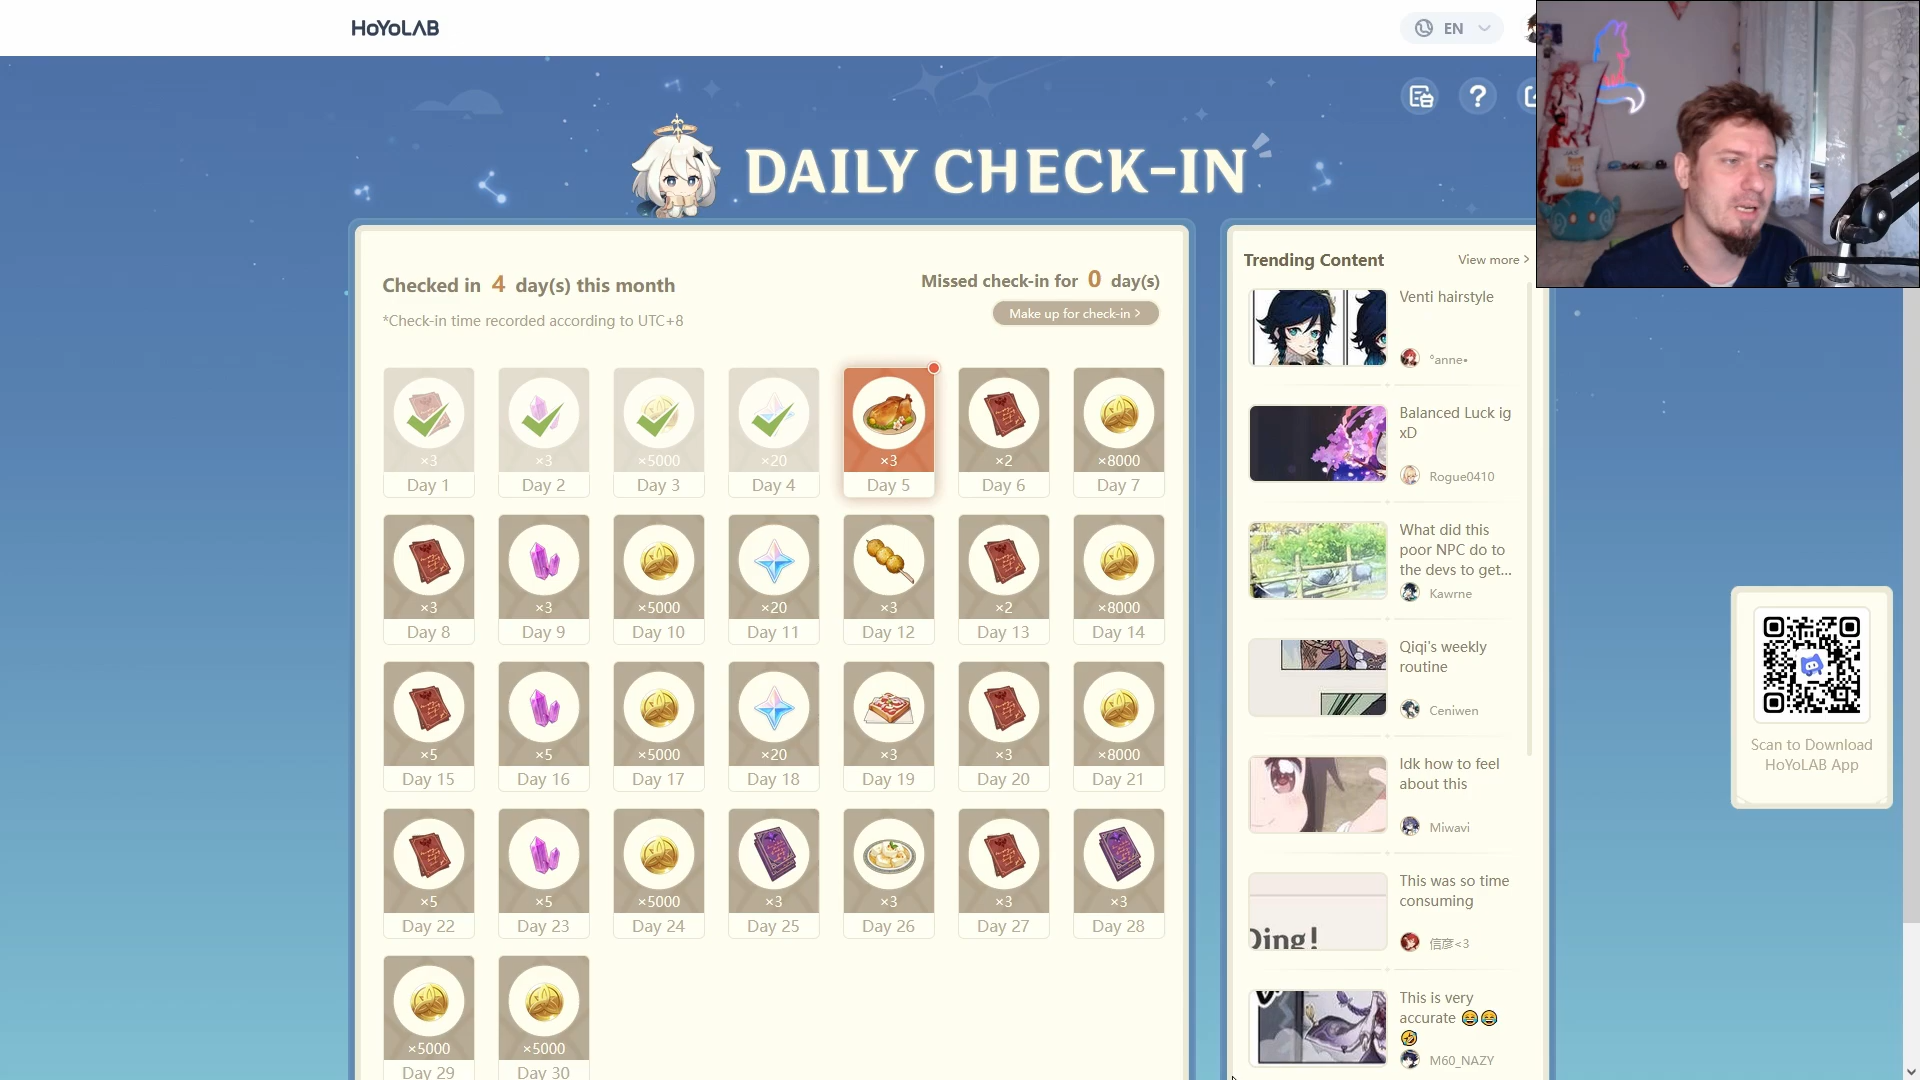 HoYoLAB
EN
?
DAILY CHECK-IN
Checked in 4 day(s) this month
*Check-in time recorded according to UTC+8
Missed check-in for 0 day(s)
Make up for check-in >
×3
×3
×5000
×20
×3
×2
×8000
Day 1
Day 2
Day 3
Day 4
Day 5
Day 6
Day 7
×3
×3
×5000
×20
×3
×2
×8000
Day 8
Day 9
Day 10
Day 11
Day 12
Day 13
Day 14
×5
×5
×5000
×20
×3
×3
×8000
Day 15
Day 16
Day 17
Day 18
Day 19
Day 20
Day 21
×5
×5
×5000
×3
×3
×3
×3
Day 22
Day 23
Day 24
Day 25
Day 26
Day 27
Day 28
×5000
×5000
Day 29
Day 30
Trending Content
View more >
Venti hairstyle
°anne•
Balanced Luck ig
xD
Rogue0410
What did this
poor NPC do to
the devs to get...
Kawrne
Qiqi's weekly
routine
Ceniwen
Idk how to feel
about this
Miwavi
Ding!
This was so time
consuming
信彦<3
This is very
accurate 😂😂
🤣
M60_NAZY
Scan to Download
HoYoLAB App